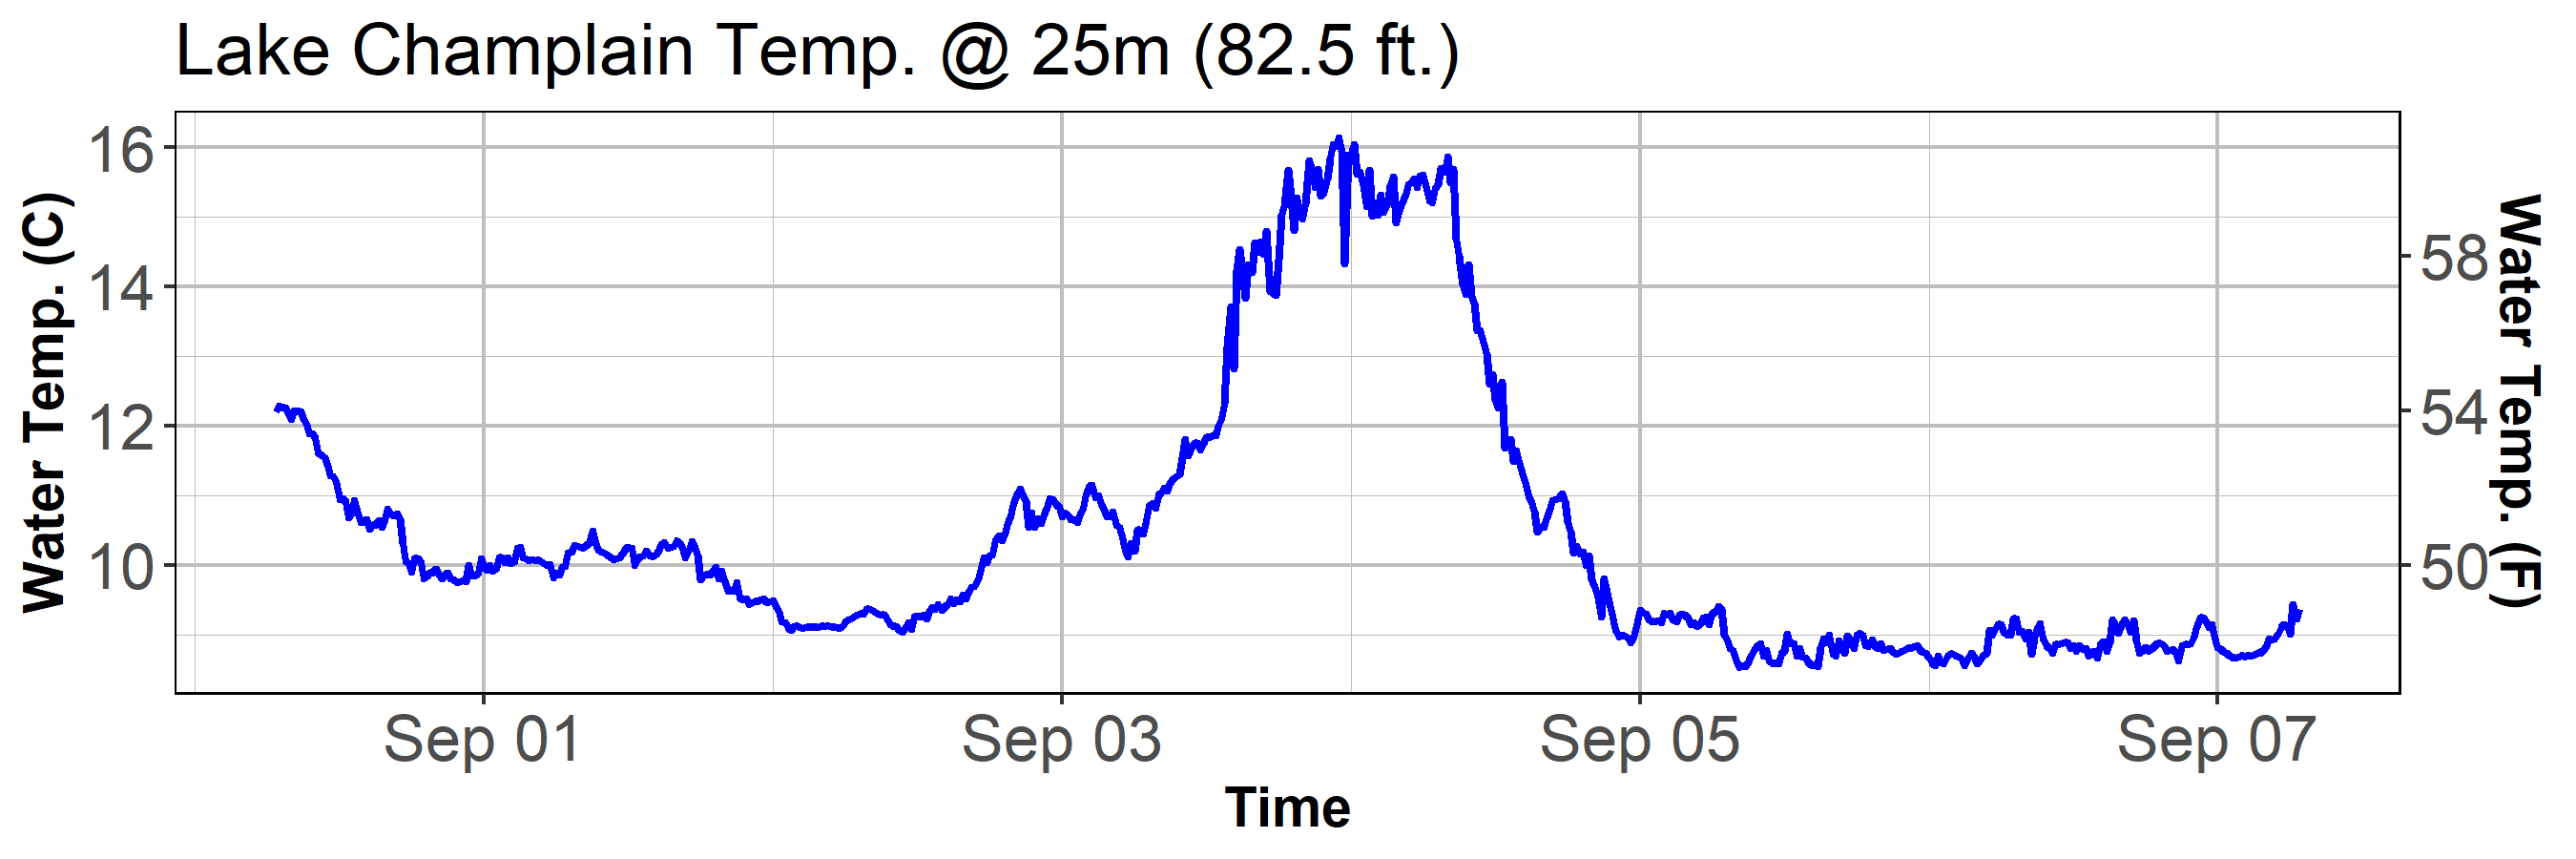 Lake Champlain Temp. @ 25m (82.5 ft.)
Water Temp. (C)
16
14
12
10
58
54
50
Water Temp. (F)
Sep 01
Sep 03
Sep 05
Sep 07
Time